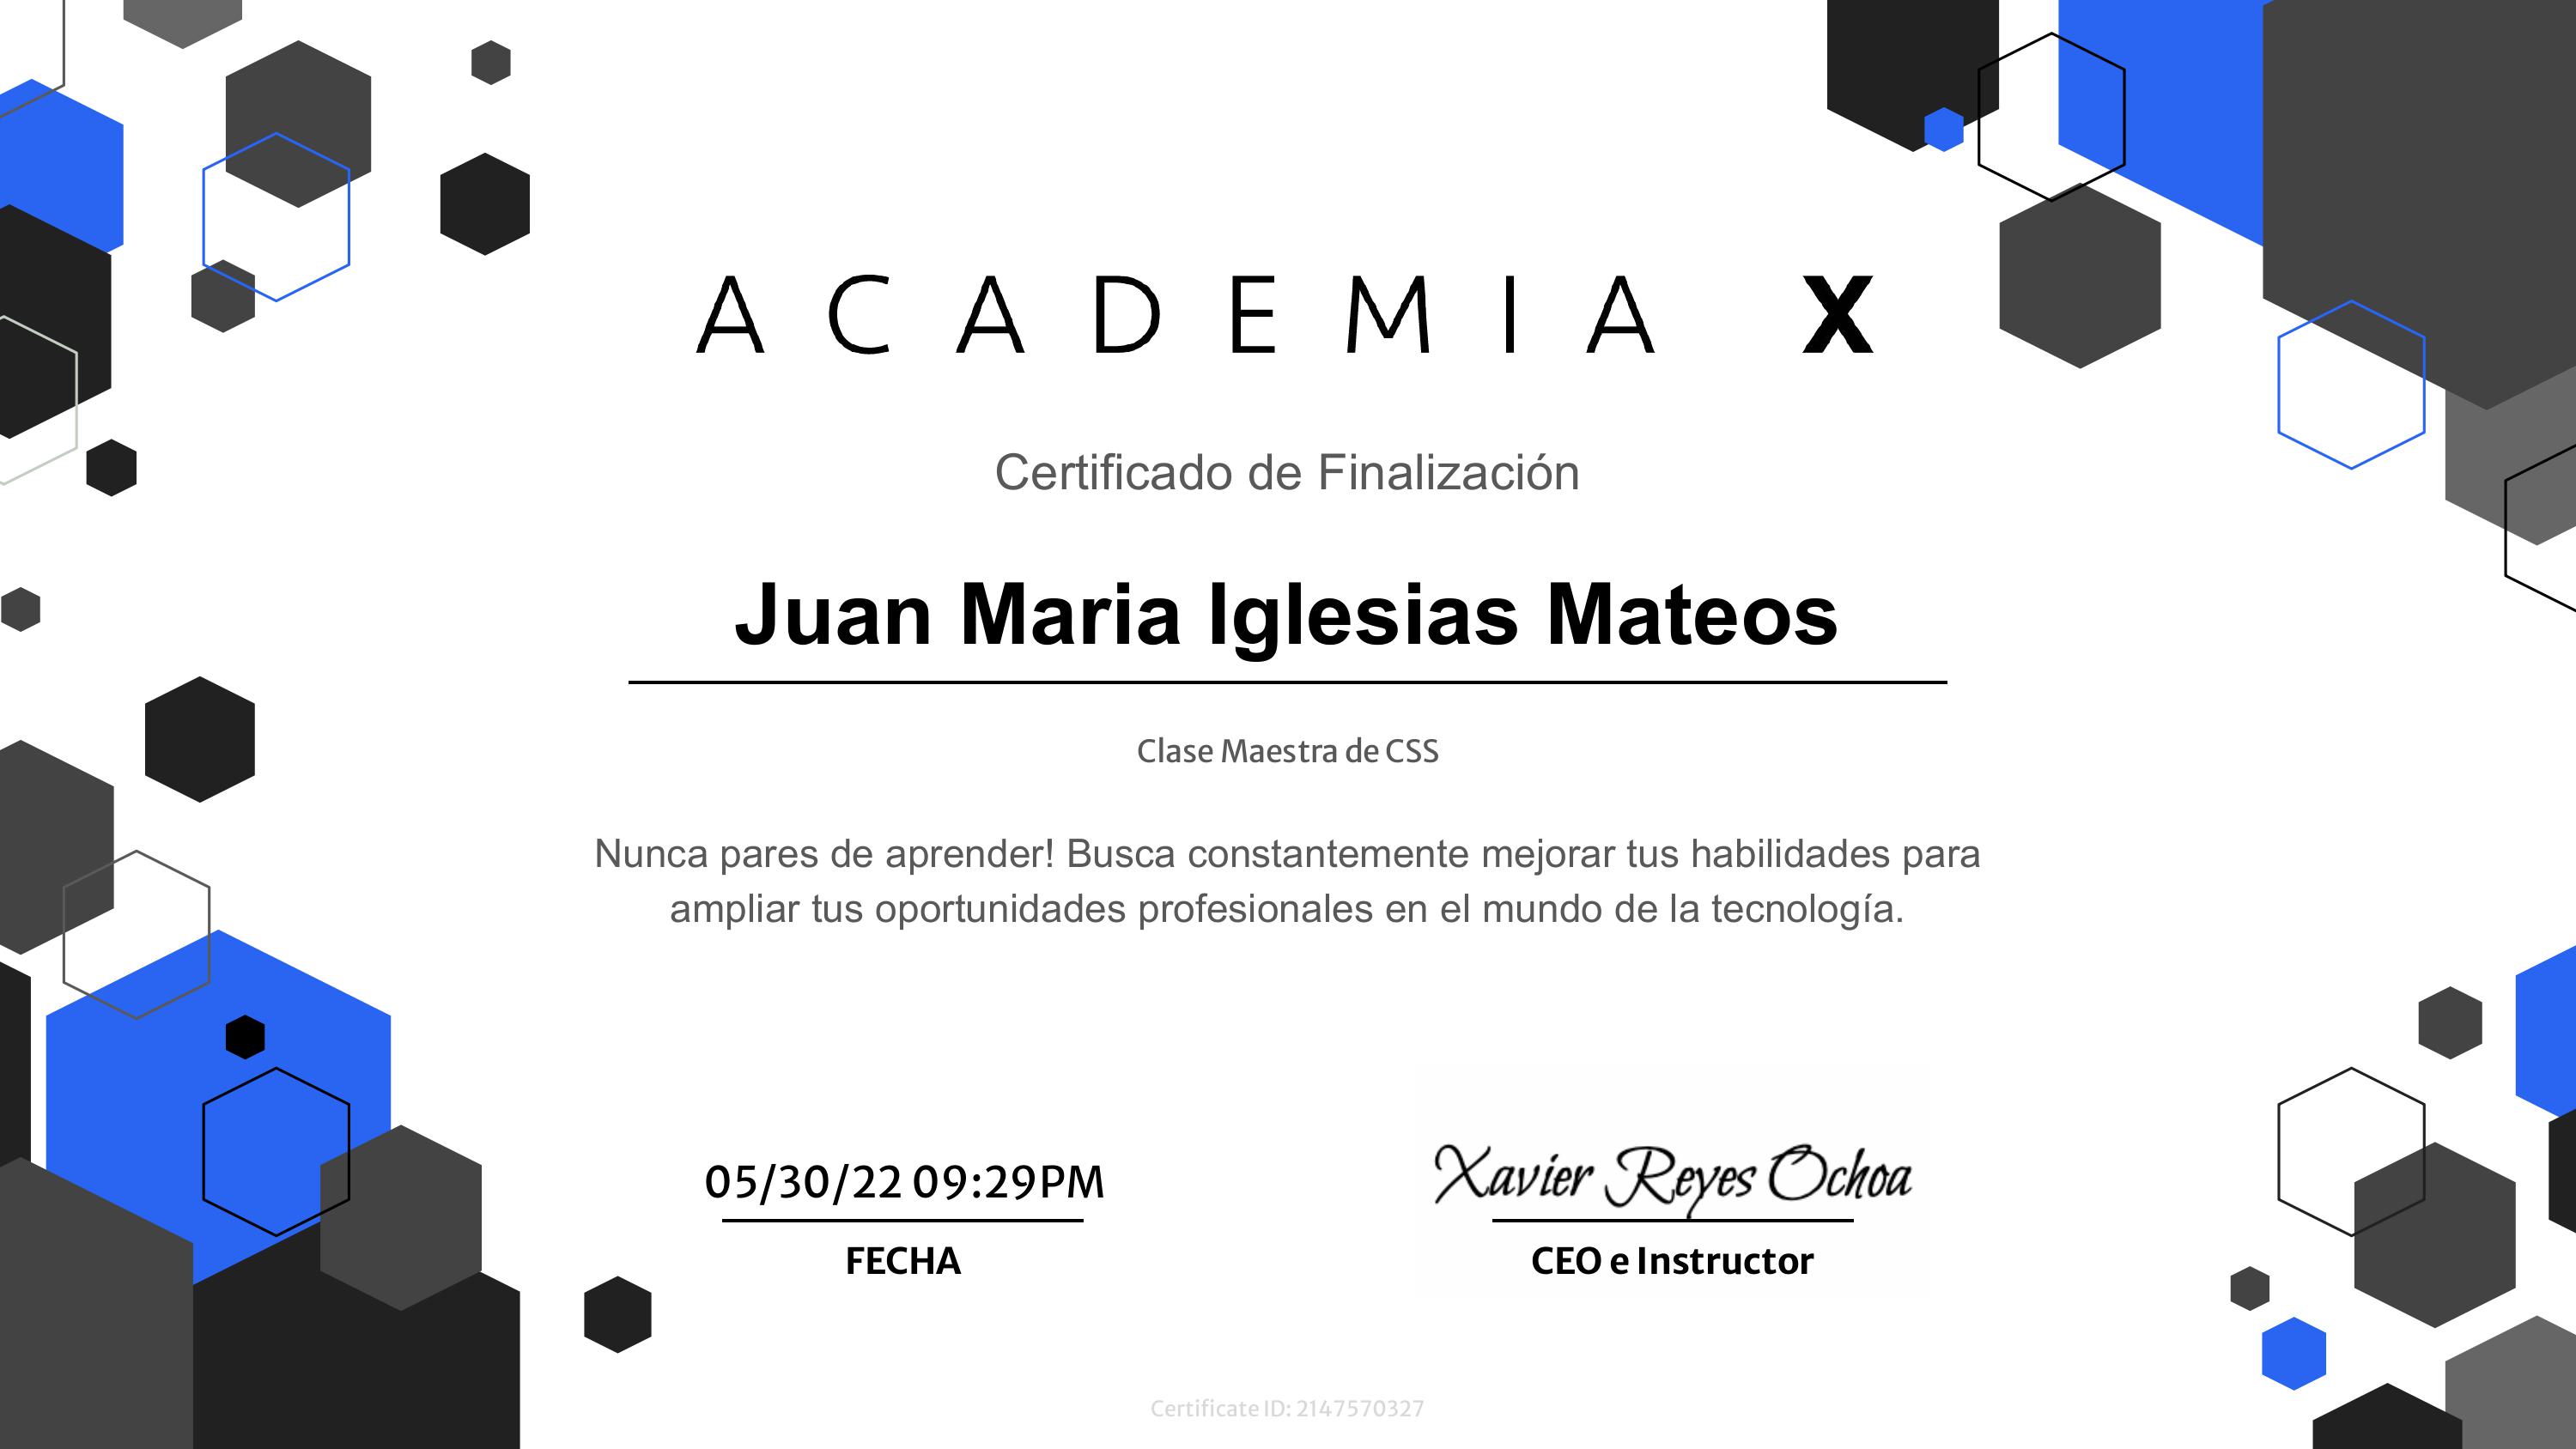 ACADEMIA X
Certificado de Finalización
Juan Maria Iglesias Mateos
Clase Maestra de CSS
Nunca pares de aprender! Busca constantemente mejorar tus habilidades para
ampliar tus oportunidades profesionales en el mundo de la tecnología.
05/30/22 09:29PM
FECHA
Xavier Reyes Ochoa
CEO e Instructor
Certificate ID: 2147570327